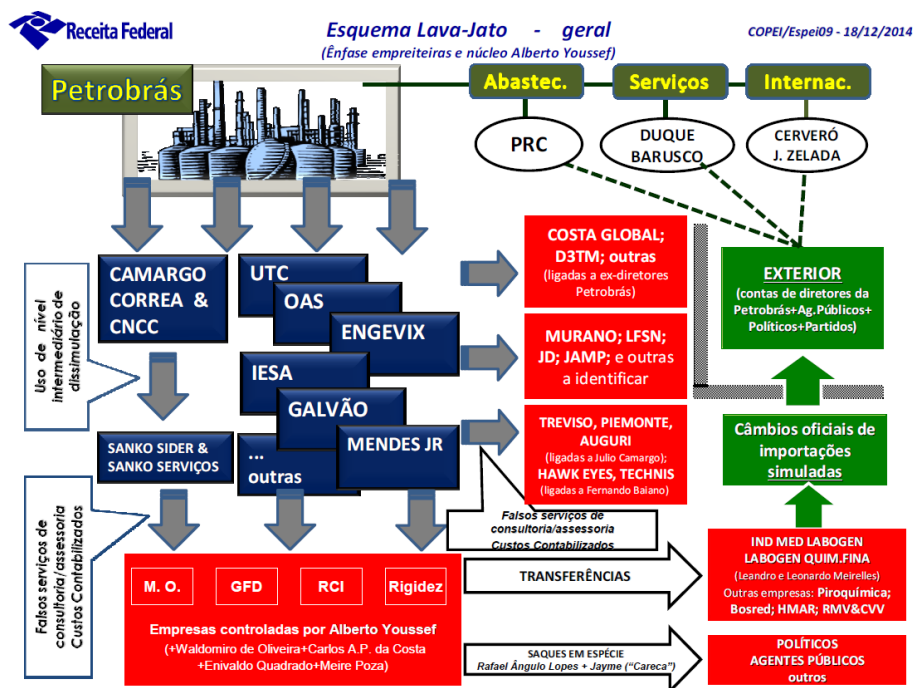 Receita Federal
Esquema Lava-Jato - geral
(Ênfase empreiteiras e núcleo Alberto Youssef)
COPEI/Espei09 - 18/12/2014
Petrobrás
Abastec.
Serviços
Internac.
PRC
DUQUE
BARUSCO
CERVERÓ
J. ZELADA
Uso de nível
intermediário de
dissimulação
CAMARGO
CORREA &
CNCC
UTC
OAS
ENGEVIX
IESA
GALVÃO
MENDES JR
...
outras
SANKO SIDER &
SANKO SERVIÇOS
COSTA GLOBAL;
D3TM; outras
(ligadas a ex-diretores
Petrobrás)
MURANO; LFSN;
JD; JAMP; e outras
a identificar
TREVISO, PIEMONTE,
AUGURI
(ligadas a Julio Camargo);
HAWK EYES, TECHNIS
(ligadas a Fernando Baiano)
EXTERIOR
(contas de diretores da
Petrobrás+Ag.Públicos+
Políticos+Partidos)
Câmbios oficiais de
importações
simuladas
Falsos serviços de
consultoria/assessoria
Custos Contabilizados
Falsos serviços de
consultoria/assessoria
Custos Contabilizados
M. O.
GFD
RCI
Rigidez
Empresas controladas por Alberto Youssef
(+Waldomiro de Oliveira+Carlos A.P. da Costa
+Enivaldo Quadrado+Meire Poza)
TRANSFERÊNCIAS
IND MED LABOGEN
LABOGEN QUIM.FINA
(Leandro e Leonardo Meirelles)
Outras empresas: Piroquímica;
Bosred; HMAR; RMV&CVV
SAQUES EM ESPÉCIE
Rafael Ângulo Lopes + Jayme ("Careca")
POLÍTICOS
AGENTES PÚBLICOS
outros